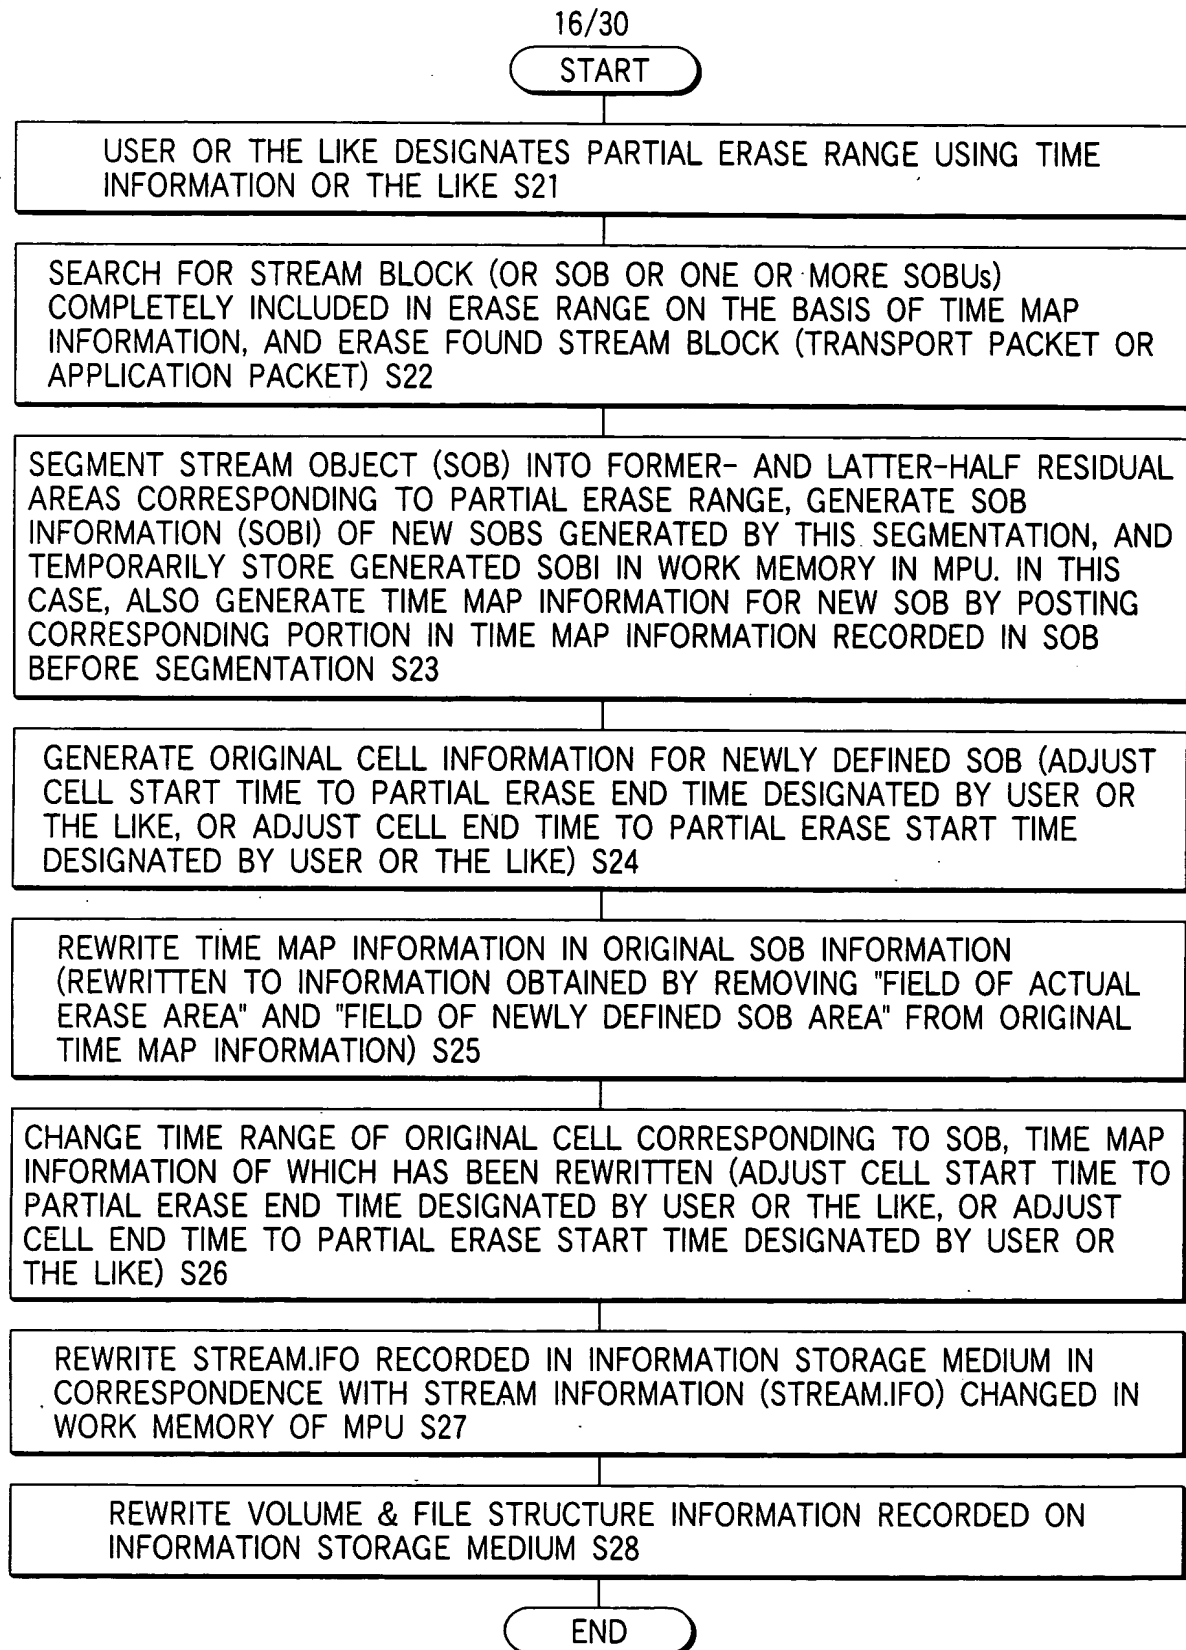 16/30
START
USER OR THE LIKE DESIGNATES PARTIAL ERASE RANGE USING TIME
INFORMATION OR THE LIKE S21
SEARCH FOR STREAM BLOCK (OR SOB OR ONE OR MORE SOBUs)
COMPLETELY INCLUDED IN ERASE RANGE ON THE BASIS OF TIME MAP
INFORMATION, AND ERASE FOUND STREAM BLOCK (TRANSPORT PACKET OR
APPLICATION PACKET) S22
SEGMENT STREAM OBJECT (SOB) INTO FORMER- AND LATTER-HALF RESIDUAL
AREAS CORRESPONDING TO PARTIAL ERASE RANGE, GENERATE SOB
INFORMATION (SOBI) OF NEW SOBS GENERATED BY THIS SEGMENTATION, AND
TEMPORARILY STORE GENERATED SOBI IN WORK MEMORY IN MPU. IN THIS
CASE, ALSO GENERATE TIME MAP INFORMATION FOR NEW SOB BY POSTING
CORRESPONDING PORTION IN TIME MAP INFORMATION RECORDED IN SOB
BEFORE SEGMENTATION S23
GENERATE ORIGINAL CELL INFORMATION FOR NEWLY DEFINED SOB (ADJUST
CELL START TIME TO PARTIAL ERASE END TIME DESIGNATED BY USER OR
THE LIKE, OR ADJUST CELL END TIME TO PARTIAL ERASE START TIME
DESIGNATED BY USER OR THE LIKE) S24
REWRITE TIME MAP INFORMATION IN ORIGINAL SOB INFORMATION
(REWRITTEN TO INFORMATION OBTAINED BY REMOVING "FIELD OF ACTUAL
ERASE AREA" AND "FIELD OF NEWLY DEFINED SOB AREA" FROM ORIGINAL
TIME MAP INFORMATION) S25
CHANGE TIME RANGE OF ORIGINAL CELL CORRESPONDING TO SOB, TIME MAP
INFORMATION OF WHICH HAS BEEN REWRITTEN (ADJUST CELL START TIME TO
PARTIAL ERASE END TIME DESIGNATED BY USER OR THE LIKE, OR ADJUST
CELL END TIME TO PARTIAL ERASE START TIME DESIGNATED BY USER OR
THE LIKE) S26
REWRITE STREAM.IFO RECORDED IN INFORMATION STORAGE MEDIUM IN
CORRESPONDENCE WITH STREAM INFORMATION (STREAM.IFO) CHANGED IN
WORK MEMORY OF MPU S27
REWRITE VOLUME & FILE STRUCTURE INFORMATION RECORDED ON
INFORMATION STORAGE MEDIUM S28
END